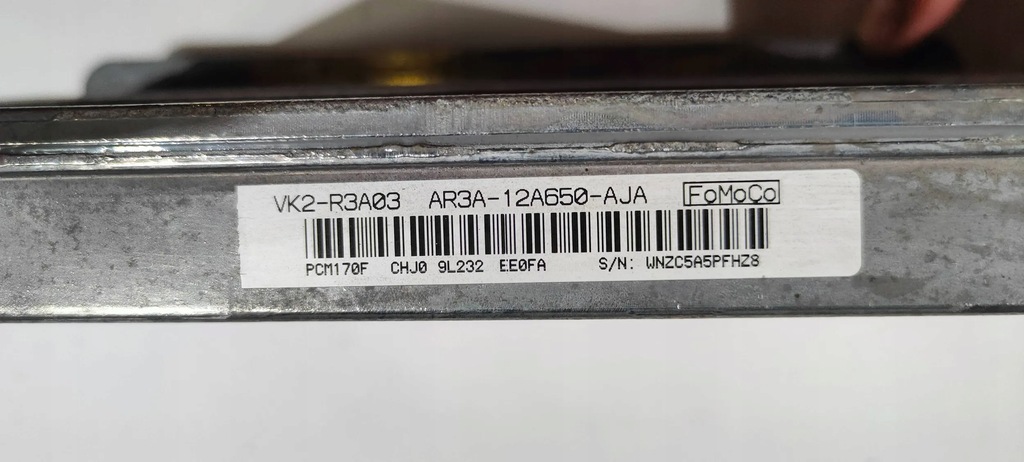 VK2-R3A03 AR3A-12A650-AJA FoMoCo
PCM170F CHJ0 9L232 EE0FA S/N: WNZC5A5PFHZ8